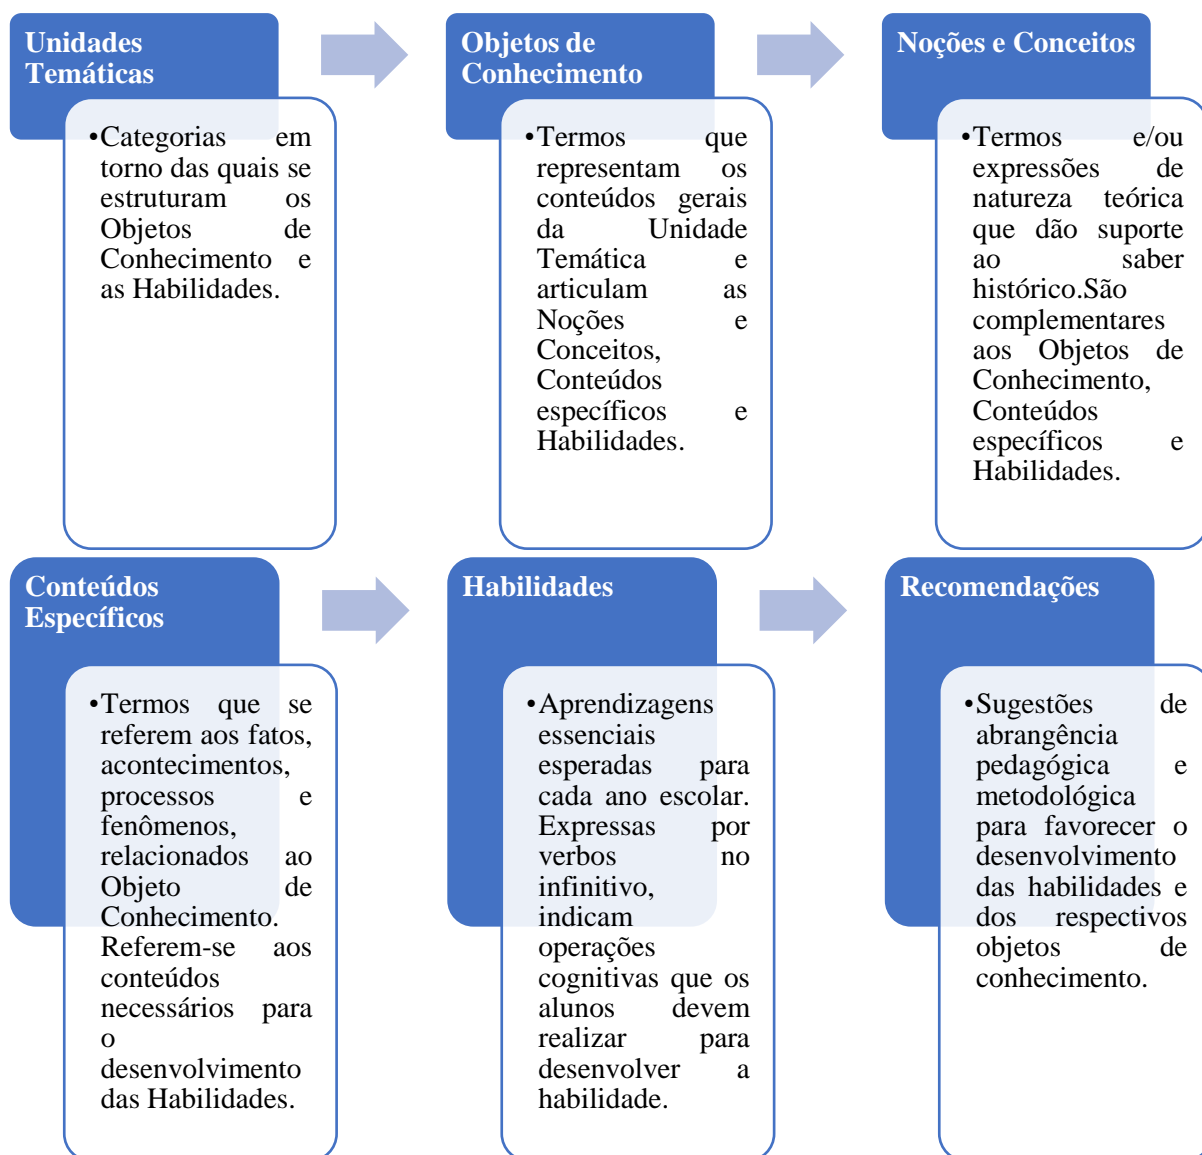 Unidades
Temáticas
•Categorias em
torno das quais se
estruturam os
Objetos de
Conhecimento e
as Habilidades.
Objetos de
Conhecimento
•Termos que
representam os
conteúdos gerais
da Unidade
Temática e
articulam as
Noções e
Conceitos,
Conteúdos
específicos e
Habilidades.
Noções e Conceitos
•Termos e/ou
expressões de
natureza teórica
que dão suporte
ao saber
histórico.São
complementares
aos Objetos de
Conhecimento,
Conteúdos
específicos e
Habilidades.
Conteúdos
Específicos
•Termos que se
referem aos fatos,
acontecimentos,
processos e
fenômenos,
relacionados ao
Objeto de
Conhecimento.
Referem-se aos
conteúdos
necessários para
o
desenvolvimento
das Habilidades.
Habilidades
•Aprendizagens
essenciais
esperadas para
cada ano escolar.
Expressas por
verbos no
infinitivo,
indicam
operações
cognitivas que os
alunos devem
realizar para
desenvolver a
habilidade.
Recomendações
•Sugestões de
abrangência
pedagógica e
metodológica
para favorecer o
desenvolvimento
das habilidades e
dos respectivos
objetos de
conhecimento.